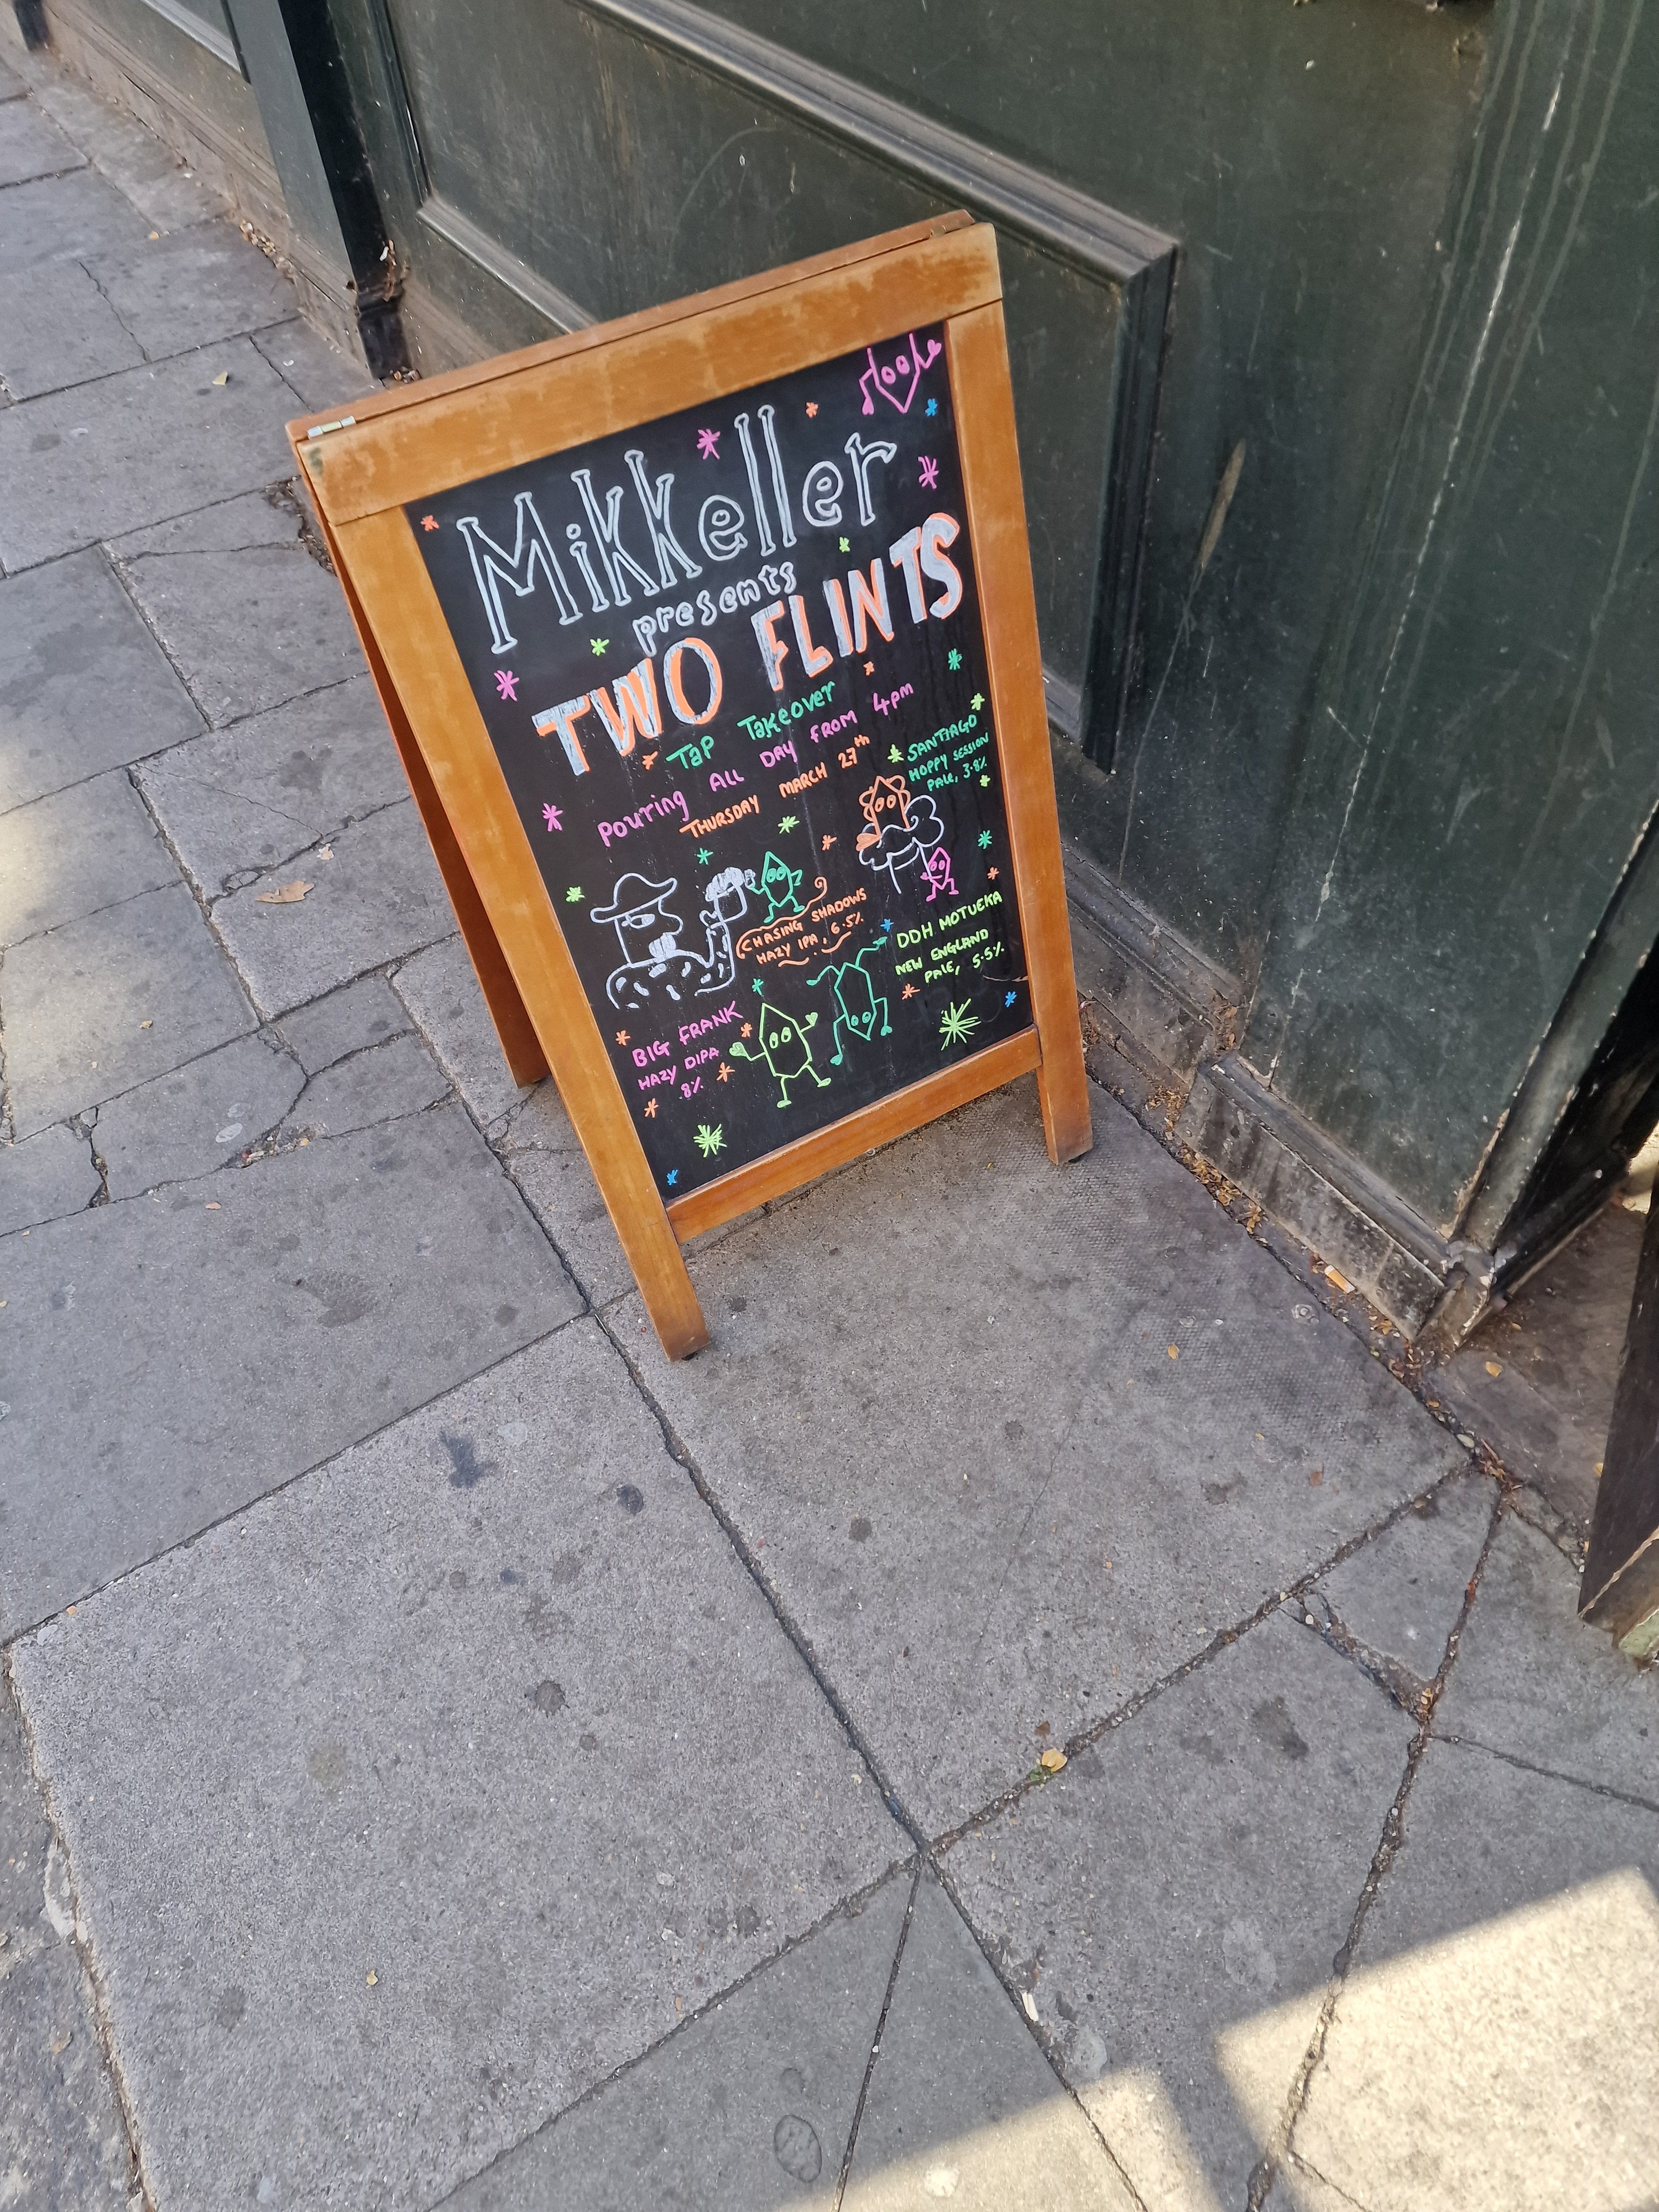 Mikkeller
presents
TWO FLINTS
Tap Takeover
pouring ALL DAY FROM 4pm
THURSDAY MARCH 27th
SANTIAGO
HOPPY SESSION
PALE, 3.8%
CHASING SHADOWS
HAZY IPA, 6.5%
DDH MOTUEKA
NEW ENGLAND
PALE, 5.5%
BIG FRANK
HAZY DIPA
8%